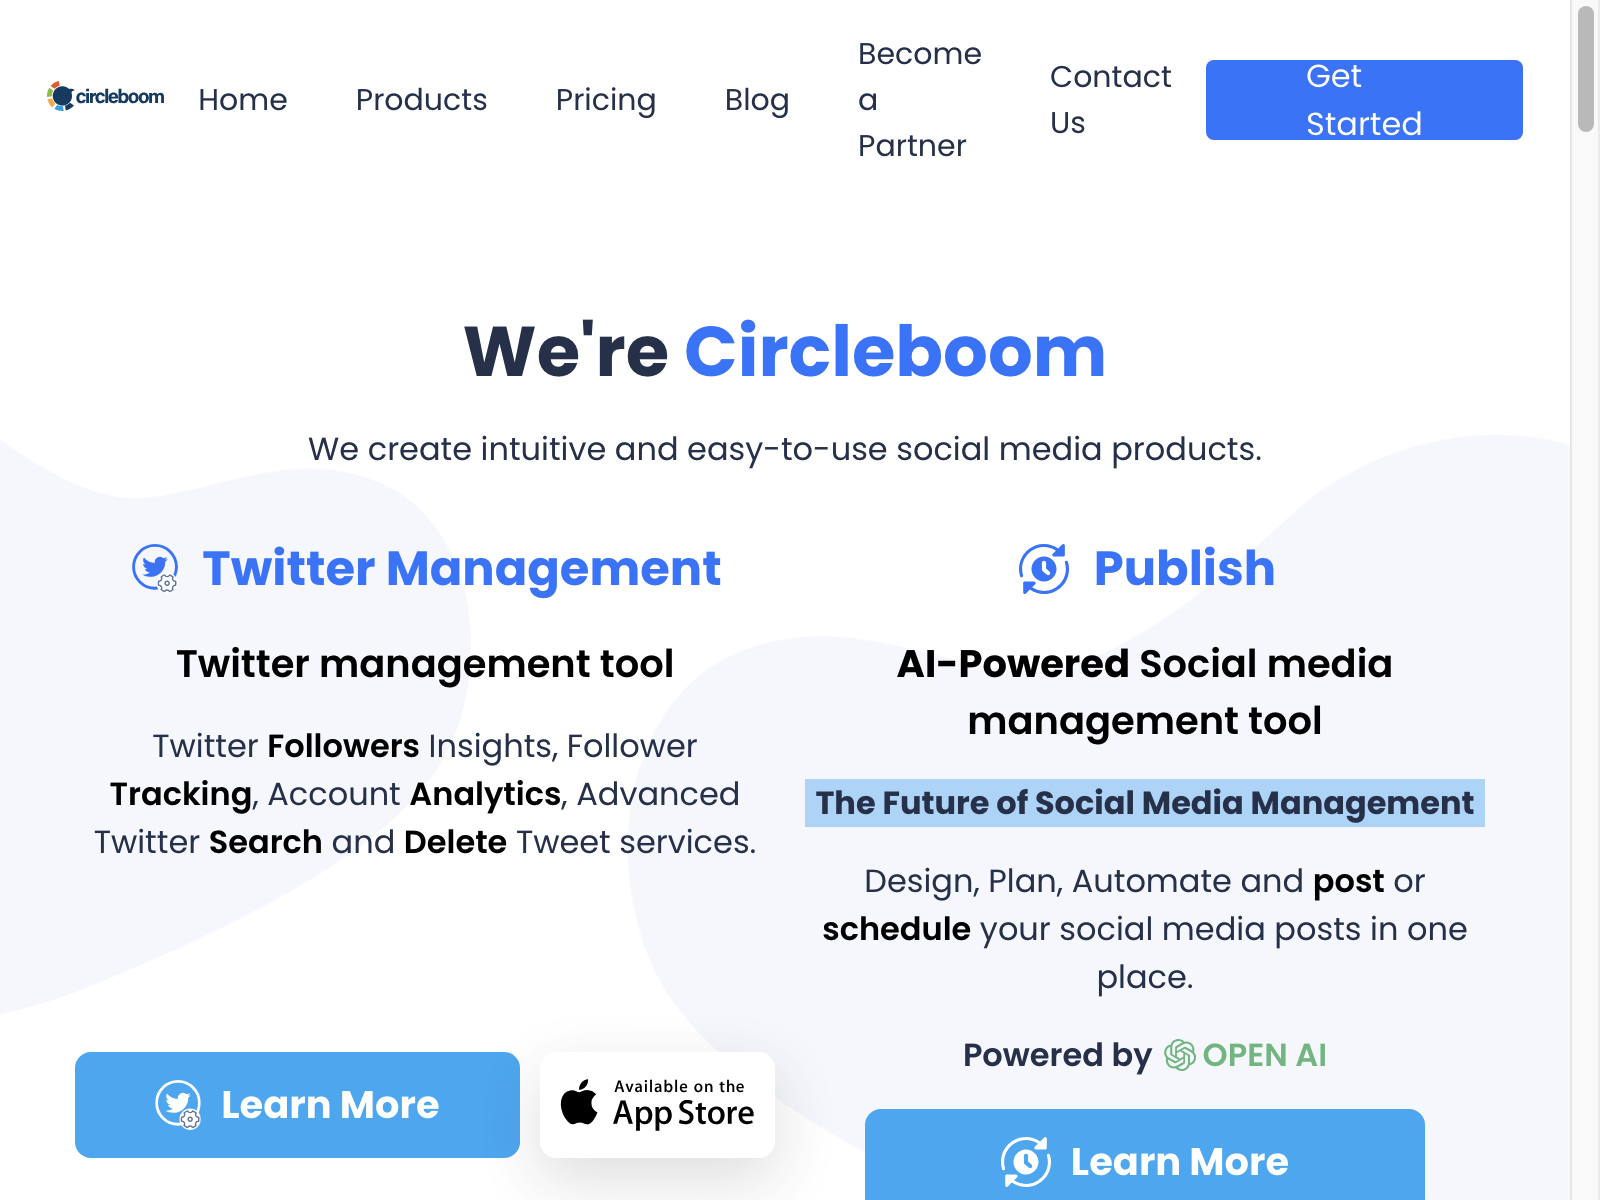 circleboom
Home
Products
Pricing
Blog
Become
a
Partner
Contact
Us
Get
Started
We're Circleboom
We create intuitive and easy-to-use social media products.
Twitter Management
Twitter management tool
Twitter Followers Insights, Follower
Tracking, Account Analytics, Advanced
Twitter Search and Delete Tweet services.
Learn More
Available on the
App Store
Publish
AI-Powered Social media
management tool
The Future of Social Media Management
Design, Plan, Automate and post or
schedule your social media posts in one
place.
Powered by OPEN AI
Learn More